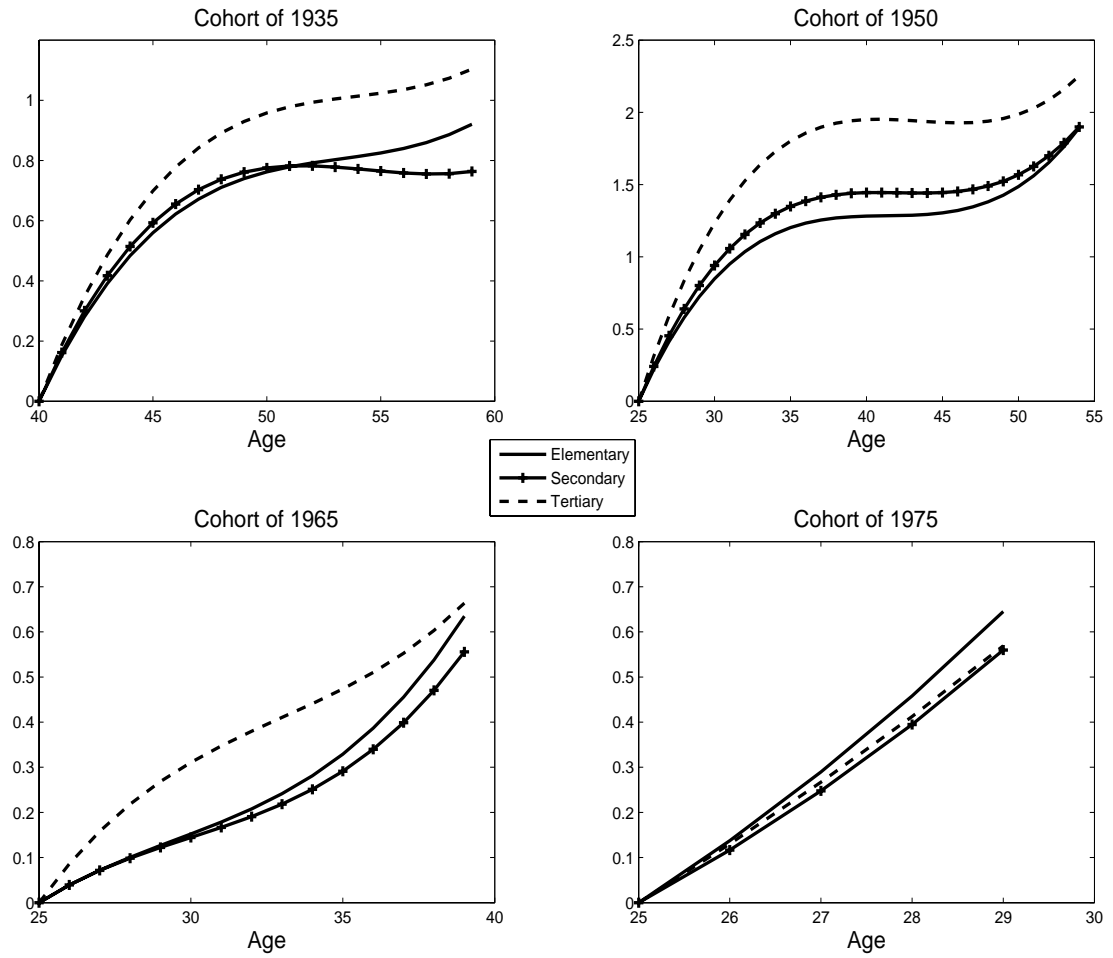 Cohort of 1935
1
0.8
0.6
0.4
0.2
0
40 45 50 55 60
Age
Cohort of 1950
2.5
2
1.5
1
0.5
0
25 30 35 40 45 50 55
Age
Elementary
Secondary
Tertiary
Cohort of 1965
0.8
0.7
0.6
0.5
0.4
0.3
0.2
0.1
0
25 30 35 40
Age
Cohort of 1975
0.8
0.7
0.6
0.5
0.4
0.3
0.2
0.1
0
25 26 27 28 29 30
Age